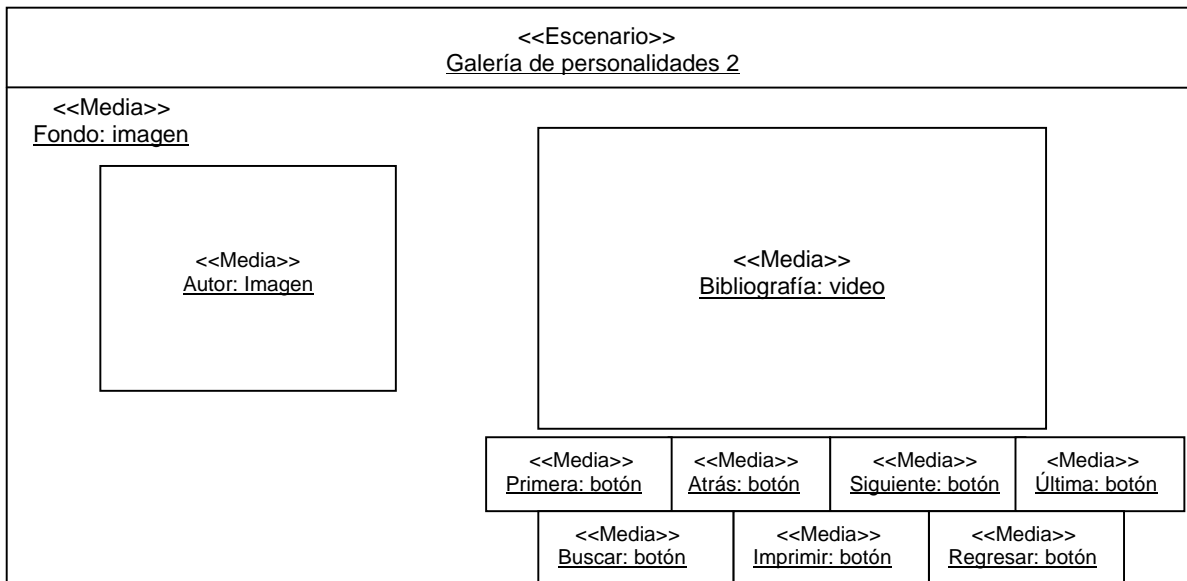 <<Escenario>>
Galería de personalidades 2
<<Media>>
Fondo: imagen
<<Media>>
Autor: Imagen
<<Media>>
Bibliografía: video
<<Media>>
Primera: botón
<<Media>>
Atrás: botón
<<Media>>
Siguiente: botón
<Media>>
Última: botón
<<Media>>
Buscar: botón
<<Media>>
Imprimir: botón
<<Media>>
Regresar: botón